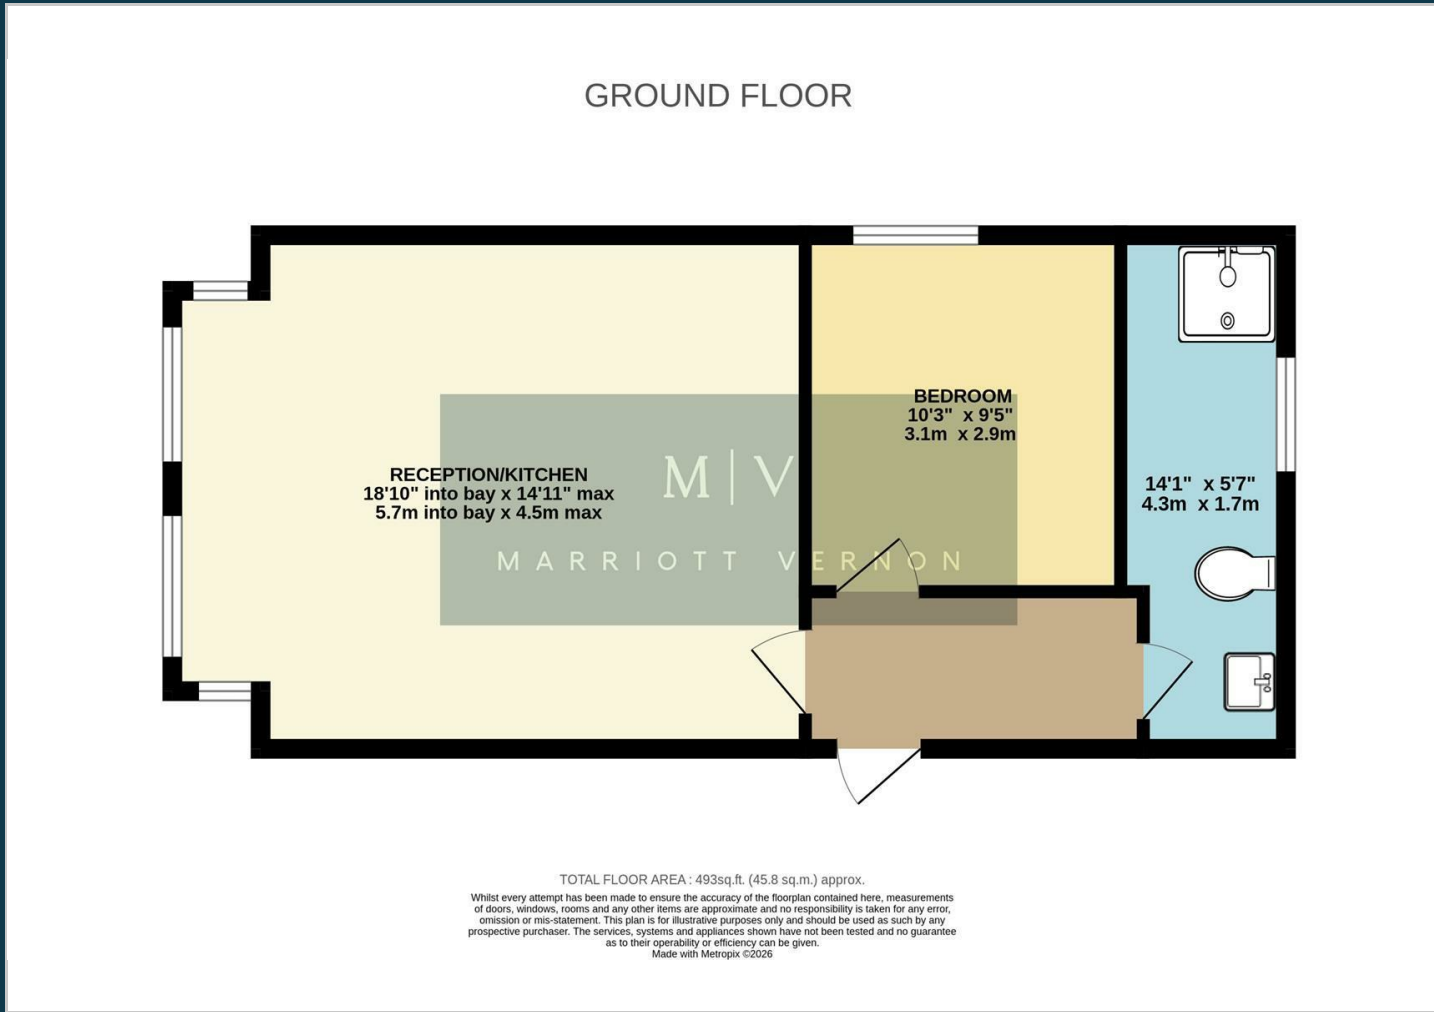 GROUND FLOOR
BEDROOM
10'3" x 9'5"
3.1m x 2.9m
RECEPTION/KITCHEN
18'10" into bay x 14'11" max
5.7m into bay x 4.5m max
14'1" x 5'7"
4.3m x 1.7m
M|V
MARRIOTT VERNON
TOTAL FLOOR AREA : 493sq.ft. (45.8 sq.m.) approx.
Whilst every attempt has been made to ensure the accuracy of the floorplan contained here, measurements
of doors, windows, rooms and any other items are approximate and no responsibility is taken for any error,
omission or mis-statement. This plan is for illustrative purposes only and should be used as such by any
prospective purchaser. The services, systems and appliances shown have not been tested and no guarantee
as to their operability or efficiency can be given.
Made with Metropix ©2026